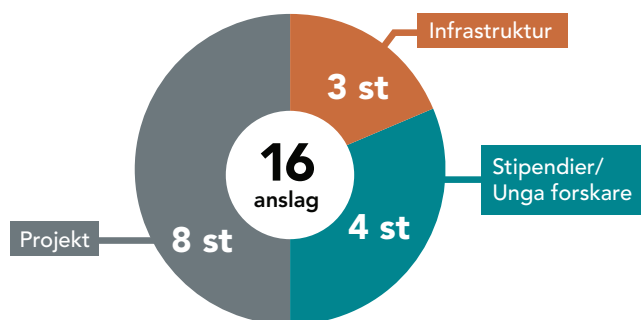 Infrastruktur
3 st
16
anslag
Stipendier/
Unga forskare
4 st
Projekt
8 st